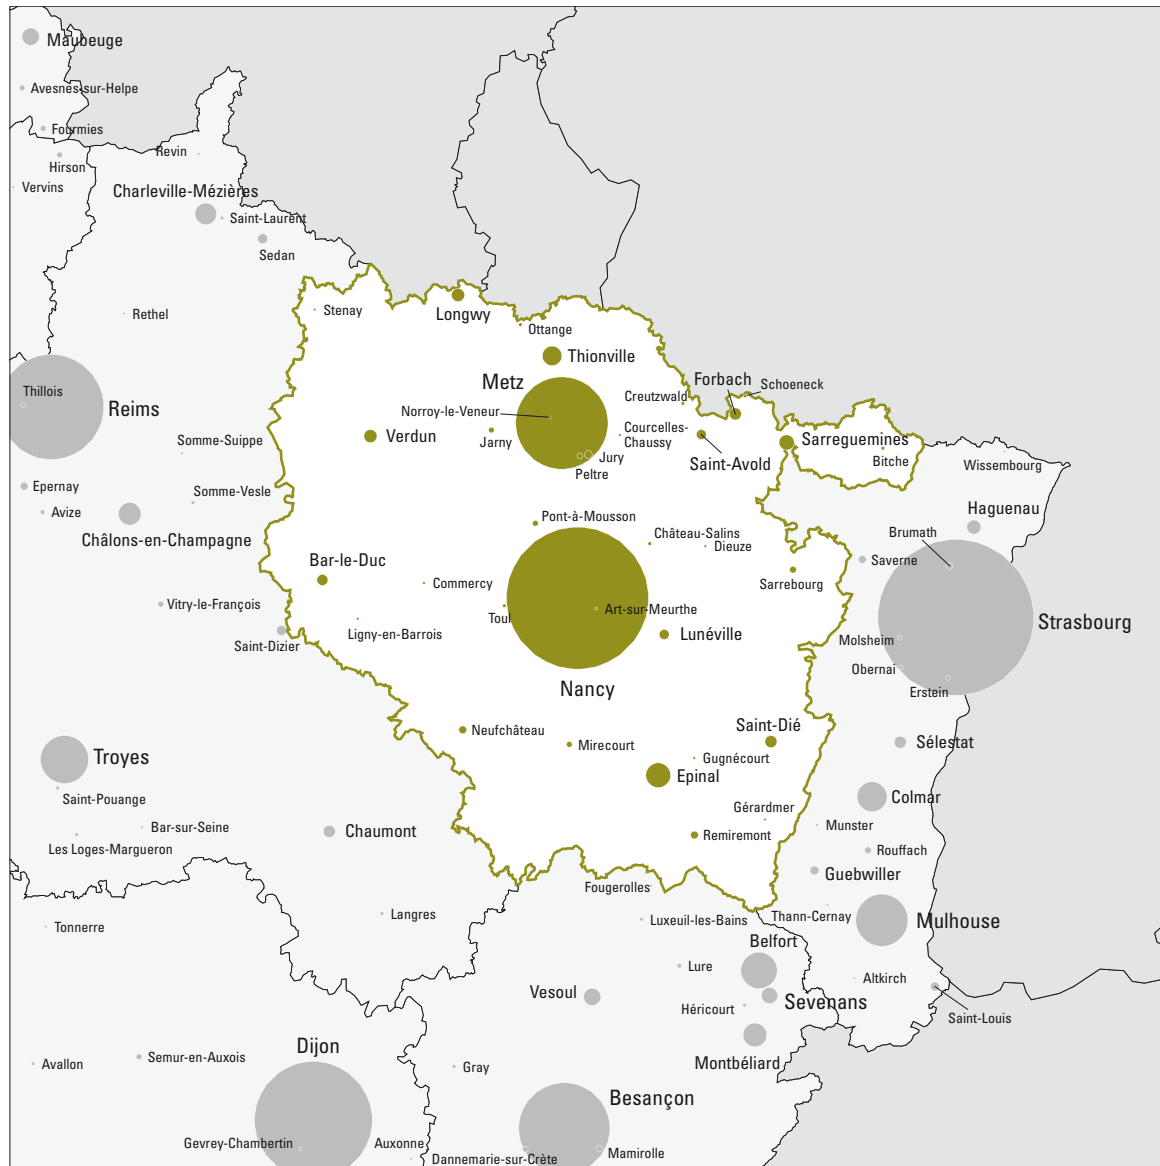 Maubeuge
Avesnes-sur-Helpe
Fourmies
Hirson
Revin
Vervins
Charleville-Mézières
Saint-Laurent
Sedan
Rethel
Stenay
Longwy
Ottange
Thionville
Metz
Forbach
Schoeneck
Creutzwald
Thillois
Reims
Norroy-le-Veneur
Courcelles-
Chaussy
Verdun
Jarny
Somme-Suippe
Sarreguemines
Jury
Saint-Avold
Bitche
Wissembourg
Peltre
Epernay
Somme-Vesle
Avize
Haguenau
Châlons-en-Champagne
Pont-à-Mousson
Château-Salins
Dieuze
Brumath
Bar-le-Duc
Saverne
Commercy
Sarrebourg
Vitry-le-François
Art-sur-Meurthe
Toul
Strasbourg
Ligny-en-Barrois
Lunéville
Molsheim
Saint-Dizier
Obernai
Nancy
Erstein
Saint-Dié
Neufchâteau
Mirecourt
Sélestat
Troyes
Gugnécourt
Epinal
Saint-Pouange
Colmar
Gérardmer
Bar-sur-Seine
Chaumont
Munster
Remiremont
Les Loges-Margueron
Rouffach
Guebwiller
Fougerolles
Langres
Thann-Cernay
Luxeuil-les-Bains
Mulhouse
Tonnerre
Belfort
Lure
Altkirch
Vesoul
Sevenans
Héricourt
Saint-Louis
Dijon
Semur-en-Auxois
Avallon
Montbéliard
Gray
Besançon
Gevrey-Chambertin
Auxonne
Mamirolle
Dannemarie-sur-Crète